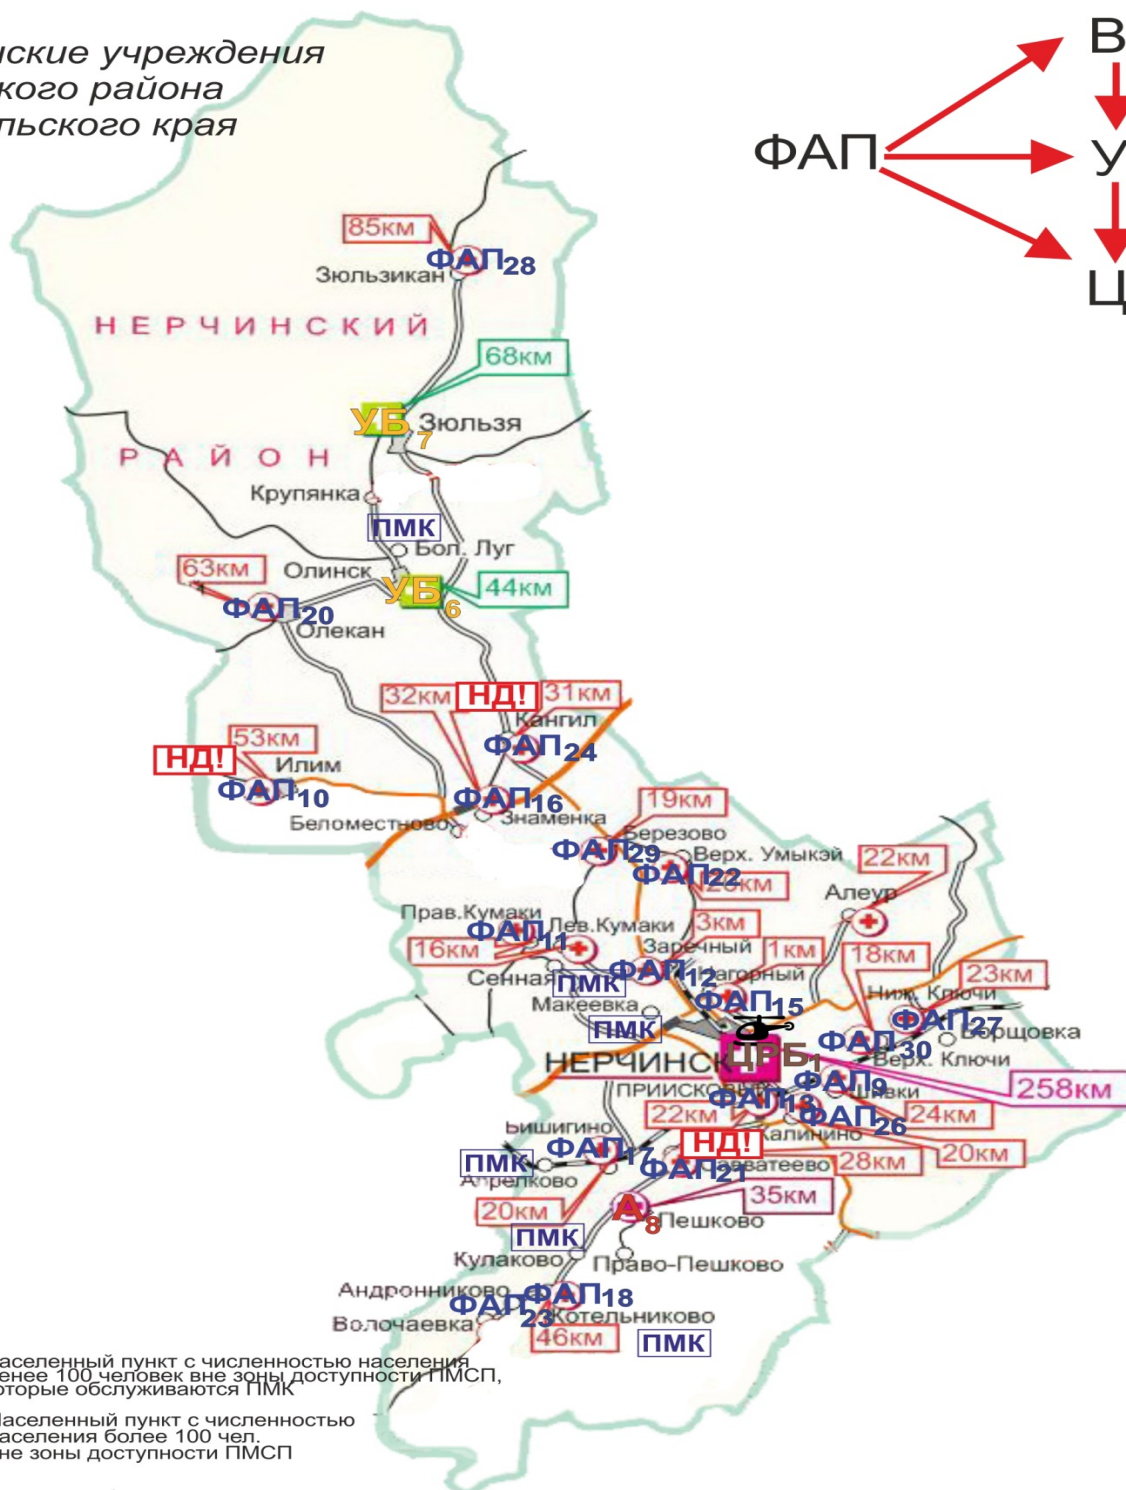 нские учреждения
кого района
льского края
В
ФАП
У
Ц
85км
ФАП28
Зюльзикан
НЕРЧИНСКИЙ
68км
УБ7
Зюльзя
РАЙОН
Крупянка
ПМК
Бол. Луг
63км
Олинск
УБ6
44км
ФАП20
Олекан
32км
НД!
31км
Кангил
53км
НД!
Илим
ФАП24
ФАП10
ФАП16
Беломестново
Знаменка
19км
Березово
ФАП29
Верх. Умыкэй
22км
ФАП22
Алеур
Прав.Кумаки
Лев.Кумаки
3км
ФАП11
16км
Заречный
1км
18км
Сенная
ПМК
ФАП12
Нагорный
23км
Макеевка
ФАП15
Ниж. Ключи
ПМК
ФАП27
Борщовка
ФАП30
Верх. Ключи
НЕРЧИНСК
ЦРБ1
258км
ФАП9
Шивки
ФАП13
22км
ФАП26
24км
Бишигино
НД!
Калинино
20км
ФАП17
ПМК
Апрелково
ФАП21
Савватеево
28км
20км
А8
35км
Пешково
ПМК
Кулаково
Право-Пешково
Андронниково
ФАП18
ФАП23
Котельниково
Волочаевка
46км
ПМК
аселенный пункт с численностью населения
енее 100 человек вне зоны доступности ПМСП,
оторые обслуживаются ПМК
Населенный пункт с численностью
аселения более 100 чел.
не зоны доступности ПМСП